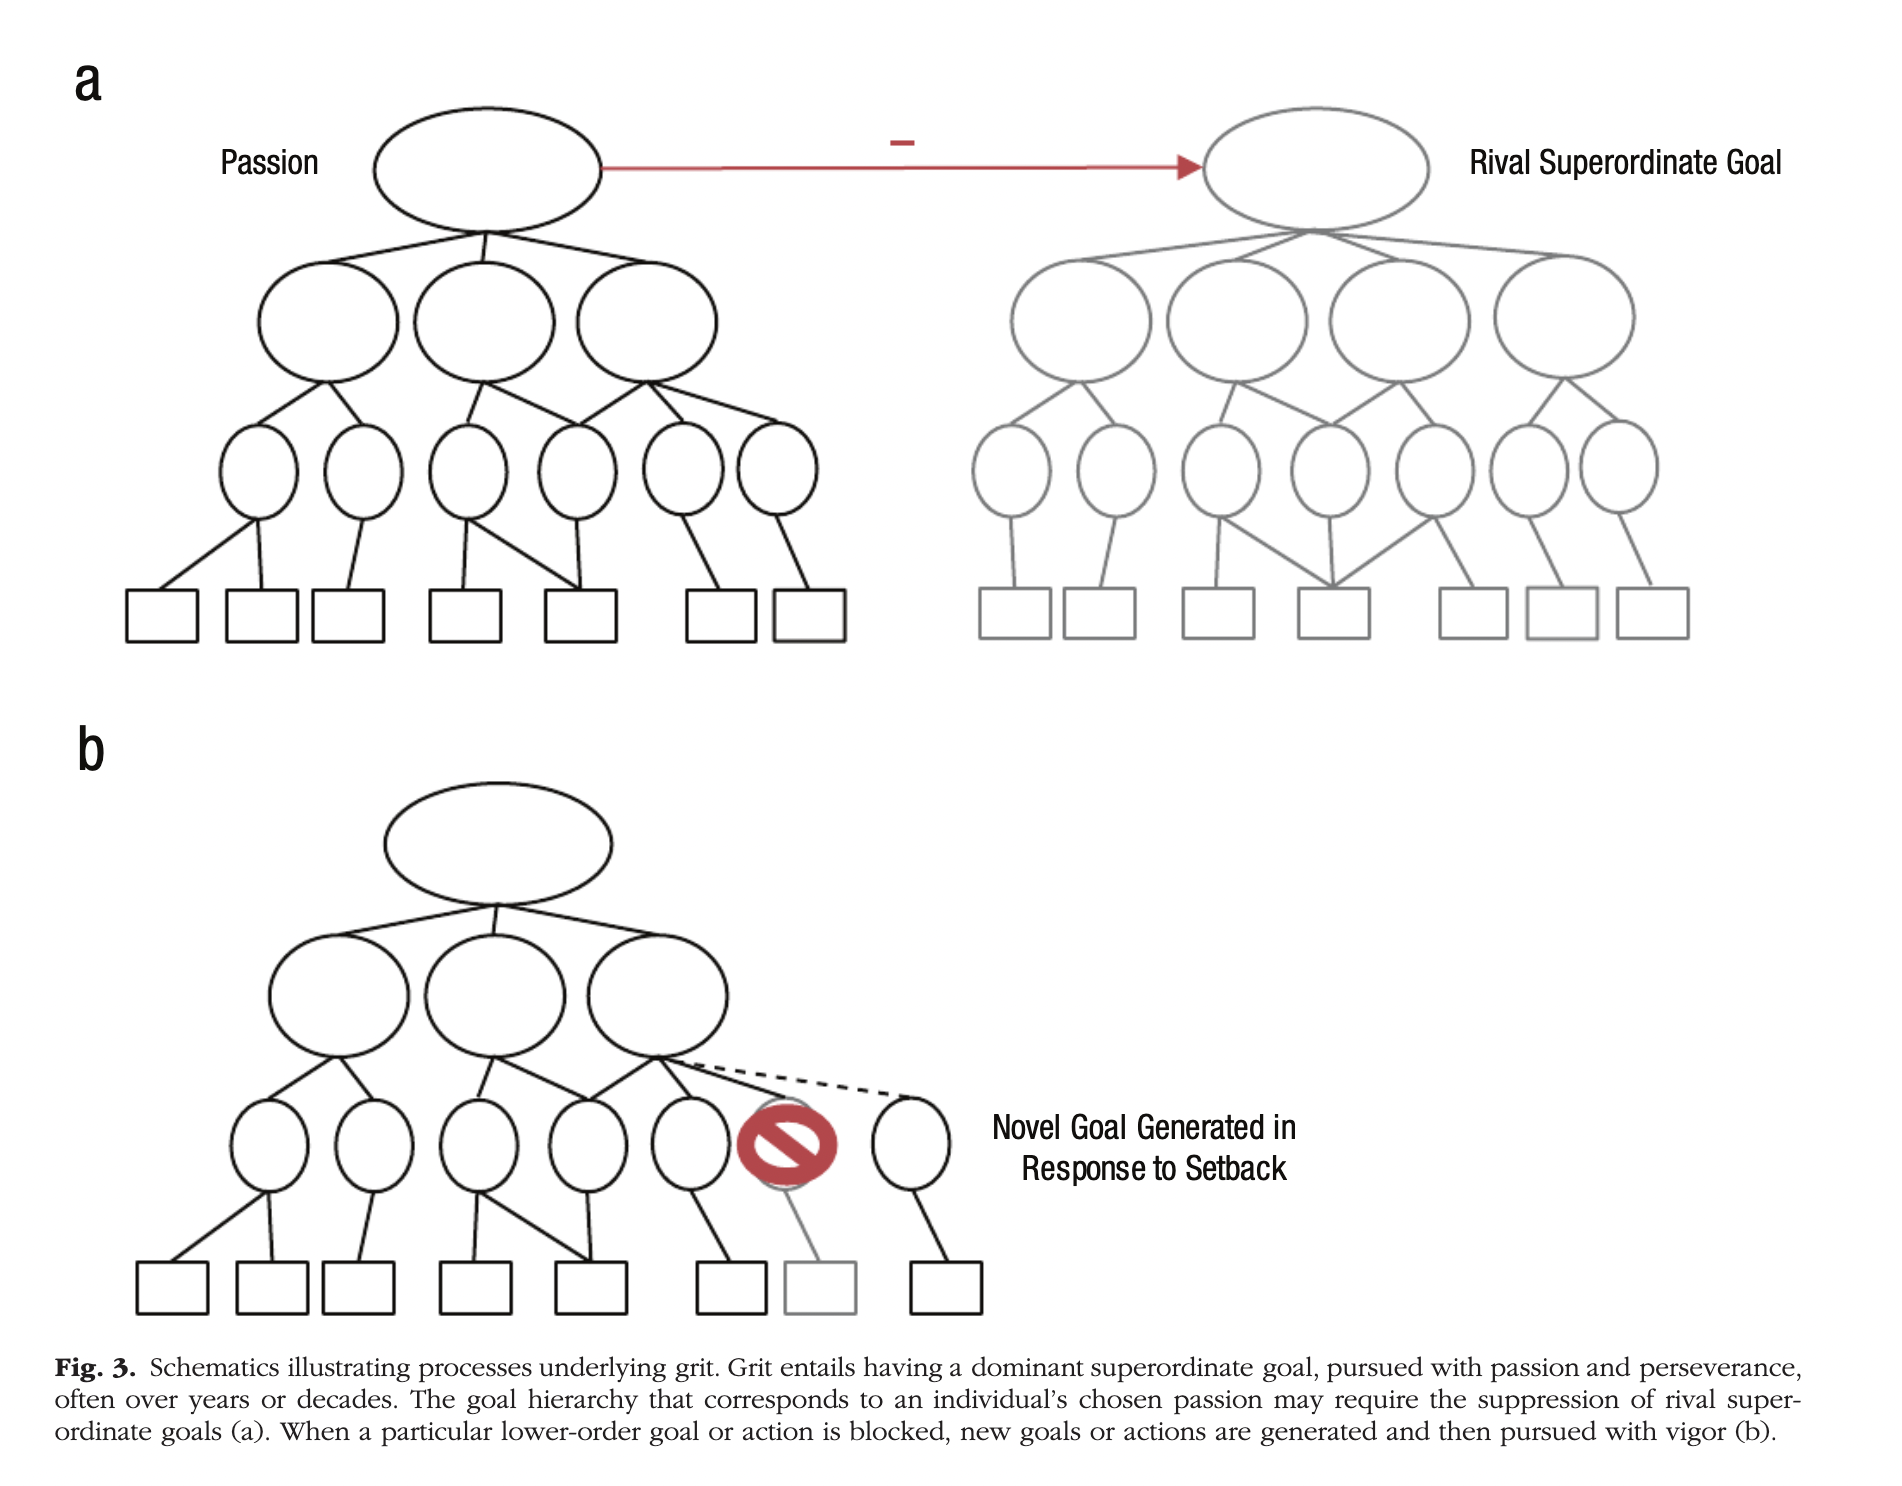 a
Passion
–
Rival Superordinate Goal
b
Novel Goal Generated in
Response to Setback
Fig. 3. Schematics illustrating processes underlying grit. Grit entails having a dominant superordinate goal, pursued with passion and perseverance,
often over years or decades. The goal hierarchy that corresponds to an individual’s chosen passion may require the suppression of rival super-
ordinate goals (a). When a particular lower-order goal or action is blocked, new goals or actions are generated and then pursued with vigor (b).